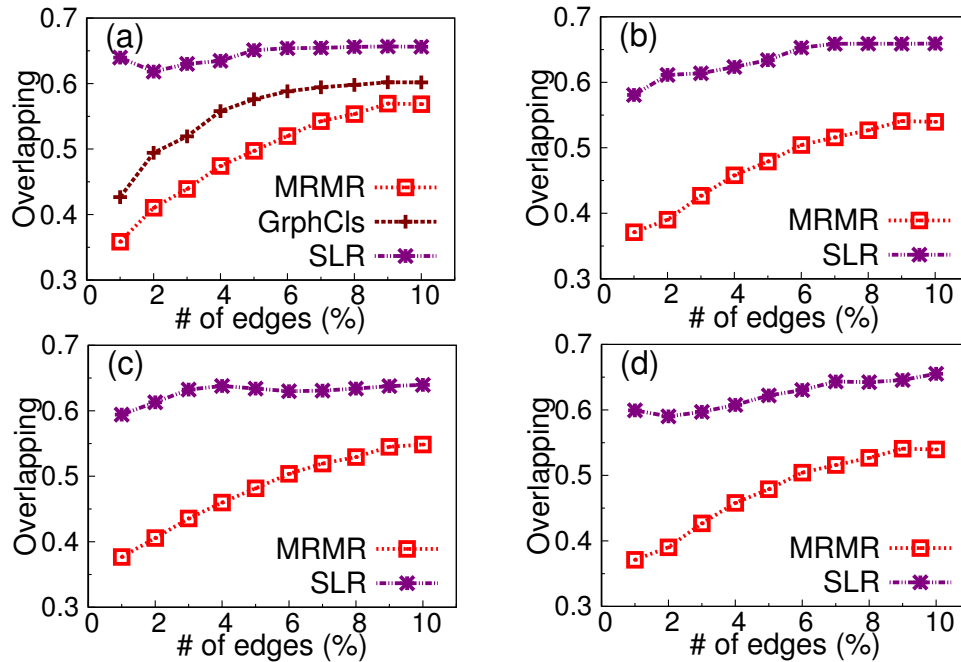 (a)
0.7
0.6
0.5
0.4
0.3
Overlapping
MRMR
GrphCls
SLR
0 2 4 6 8 10
# of edges (%)
(b)
0.7
0.6
0.5
0.4
0.3
Overlapping
MRMR
SLR
0 2 4 6 8 10
# of edges (%)
(c)
0.7
0.6
0.5
0.4
0.3
Overlapping
MRMR
SLR
0 2 4 6 8 10
# of edges (%)
(d)
0.7
0.6
0.5
0.4
0.3
Overlapping
MRMR
SLR
0 2 4 6 8 10
# of edges (%)